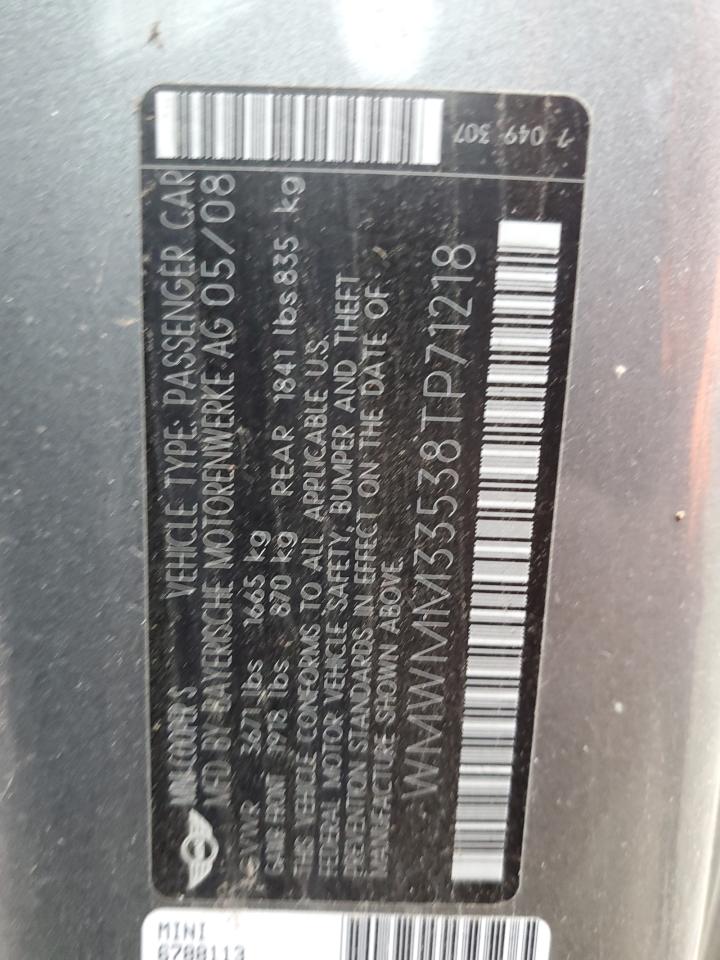 MINI COOPER S VEHICLE TYPE: PASSENGER CAR
MFD BY BAYERISCHE MOTORENWERKE AG 05/08
GVWR 3671 lbs 1665 kg
GAWR FRONT 1918 lbs 870 kg REAR 1841 lbs 835 kg
THIS VEHICLE CONFORMS TO ALL APPLICABLE U.S.
FEDERAL MOTOR VEHICLE SAFETY, BUMPER AND THEFT
PREVENTION STANDARDS IN EFFECT ON THE DATE OF
MANUFACTURE SHOWN ABOVE.
WMWMM33538TP71218
7 049 307
MINI
6788113